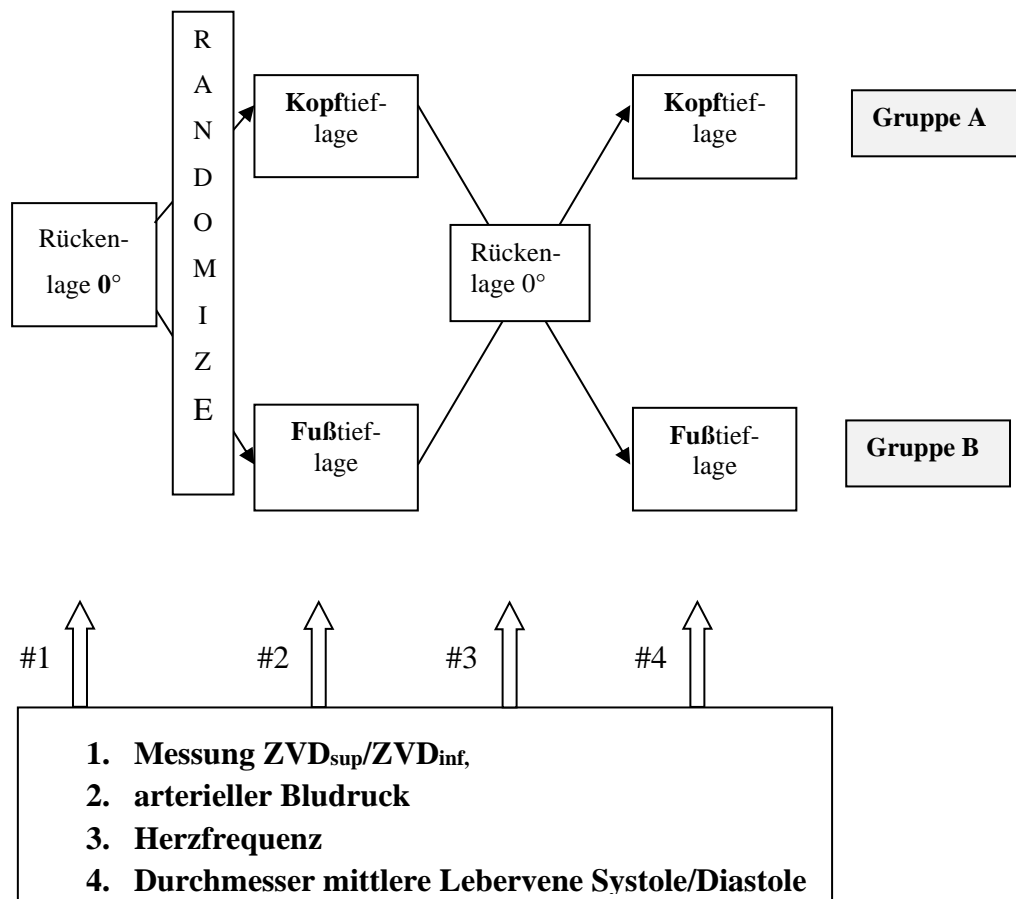 Rücken-
lage 0°
R
A
N
D
O
M
I
Z
E
Kopftief-
lage
Fußtief-
lage
Rücken-
lage 0°
Kopftief-
lage
Fußtief-
lage
Gruppe A
Gruppe B
#1
#2
#3
#4
1. Messung ZVDsup/ZVDinf,
2. arterieller Bludruck
3. Herzfrequenz
4. Durchmesser mittlere Lebervene Systole/Diastole